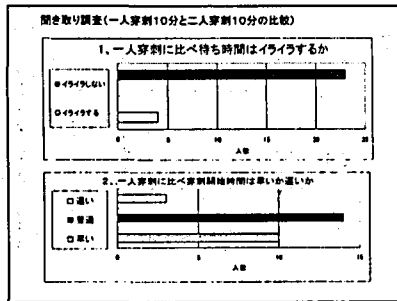 聞き取り調査(一人穿刺10分と二人穿刺10分の比較)
1、一人穿刺に比べ待ち時間はイライラするか
イライラしない
イライラする
0 5 10 15 20 25
人数
2、一人穿刺に比べ穿刺開始時間は早いか遅いか
遅い
普通
早い
0 5 10 15
人数